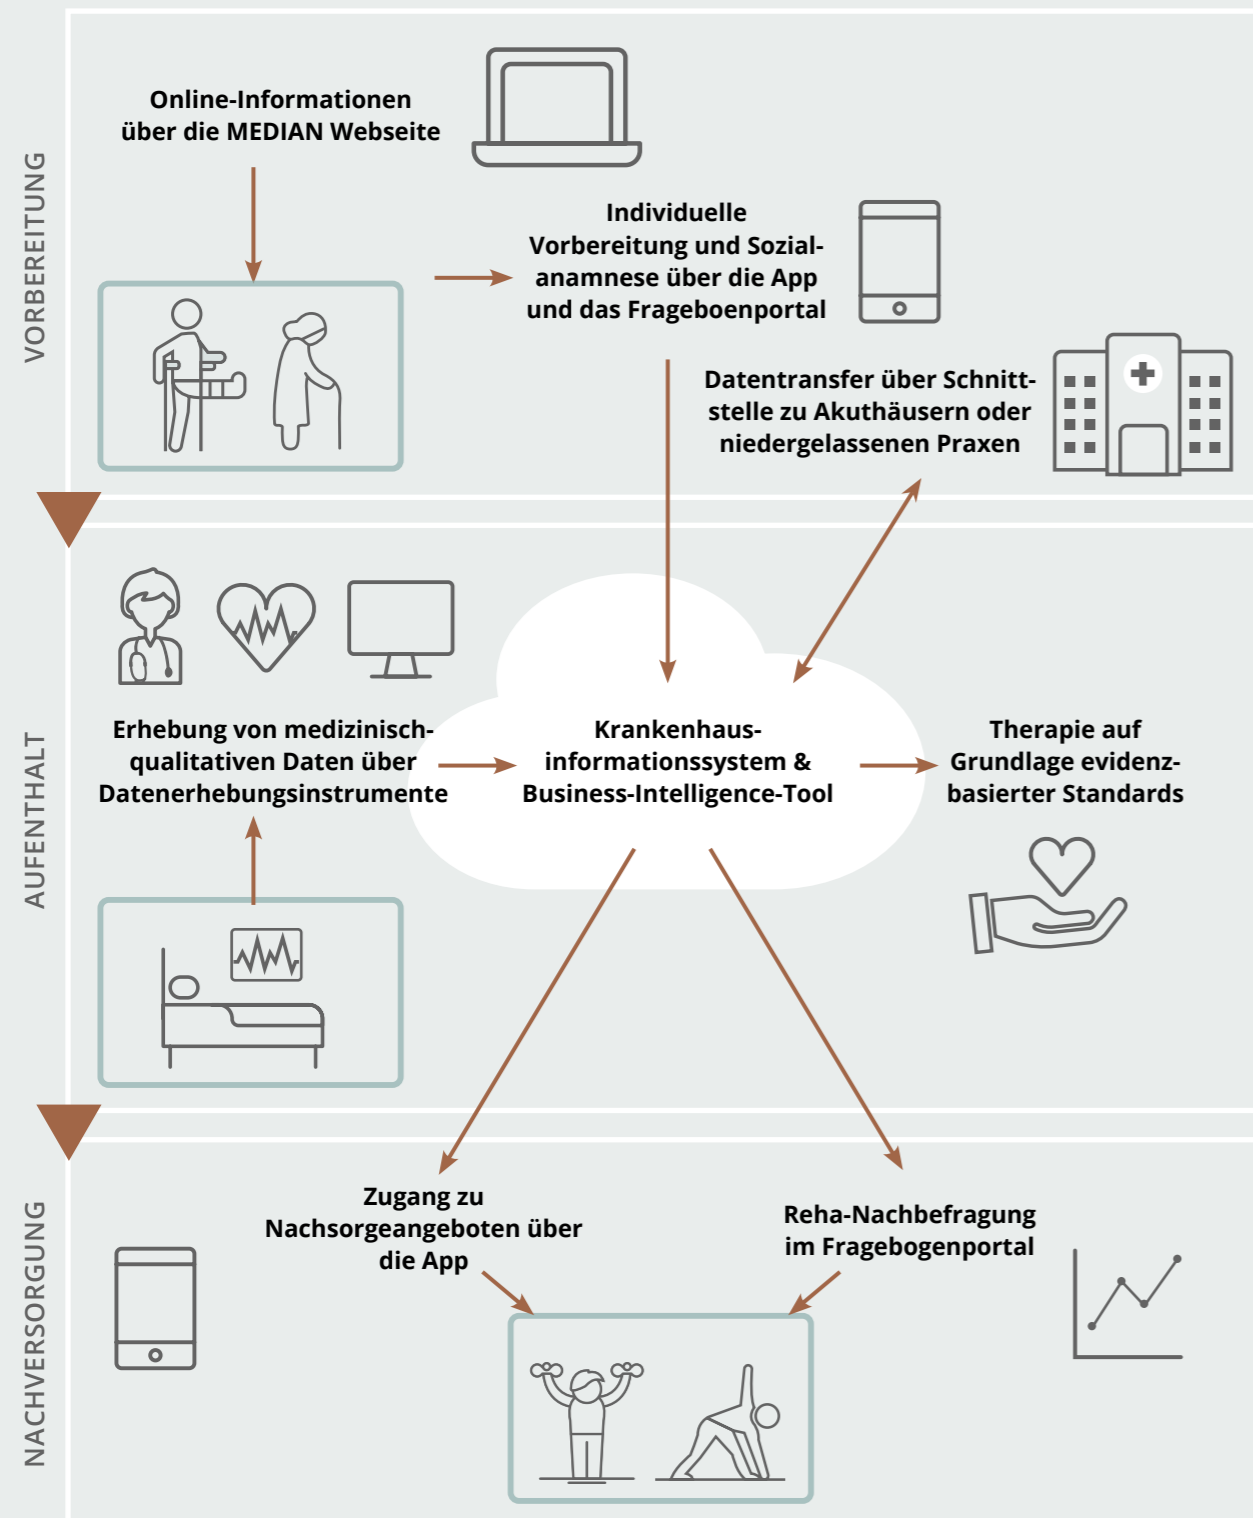 VORBEREITUNG
Online-Informationen
über die MEDIAN Webseite
Individuelle
Vorbereitung und Sozial-
anamnese über die App
und das Frageboenportal
Datentransfer über Schnitt-
stelle zu Akuthäusern oder
niedergelassenen Praxen
AUFENTHALT
Erhebung von medizinisch-
qualitativen Daten über
Datenerhebungsinstrumente
Krankenhaus-
informationssystem &
Business-Intelligence-Tool
Therapie auf
Grundlage evidenz-
basierter Standards
NACHVERSORGUNG
Zugang zu
Nachsorgeangeboten über
die App
Reha-Nachbefragung
im Fragebogenportal